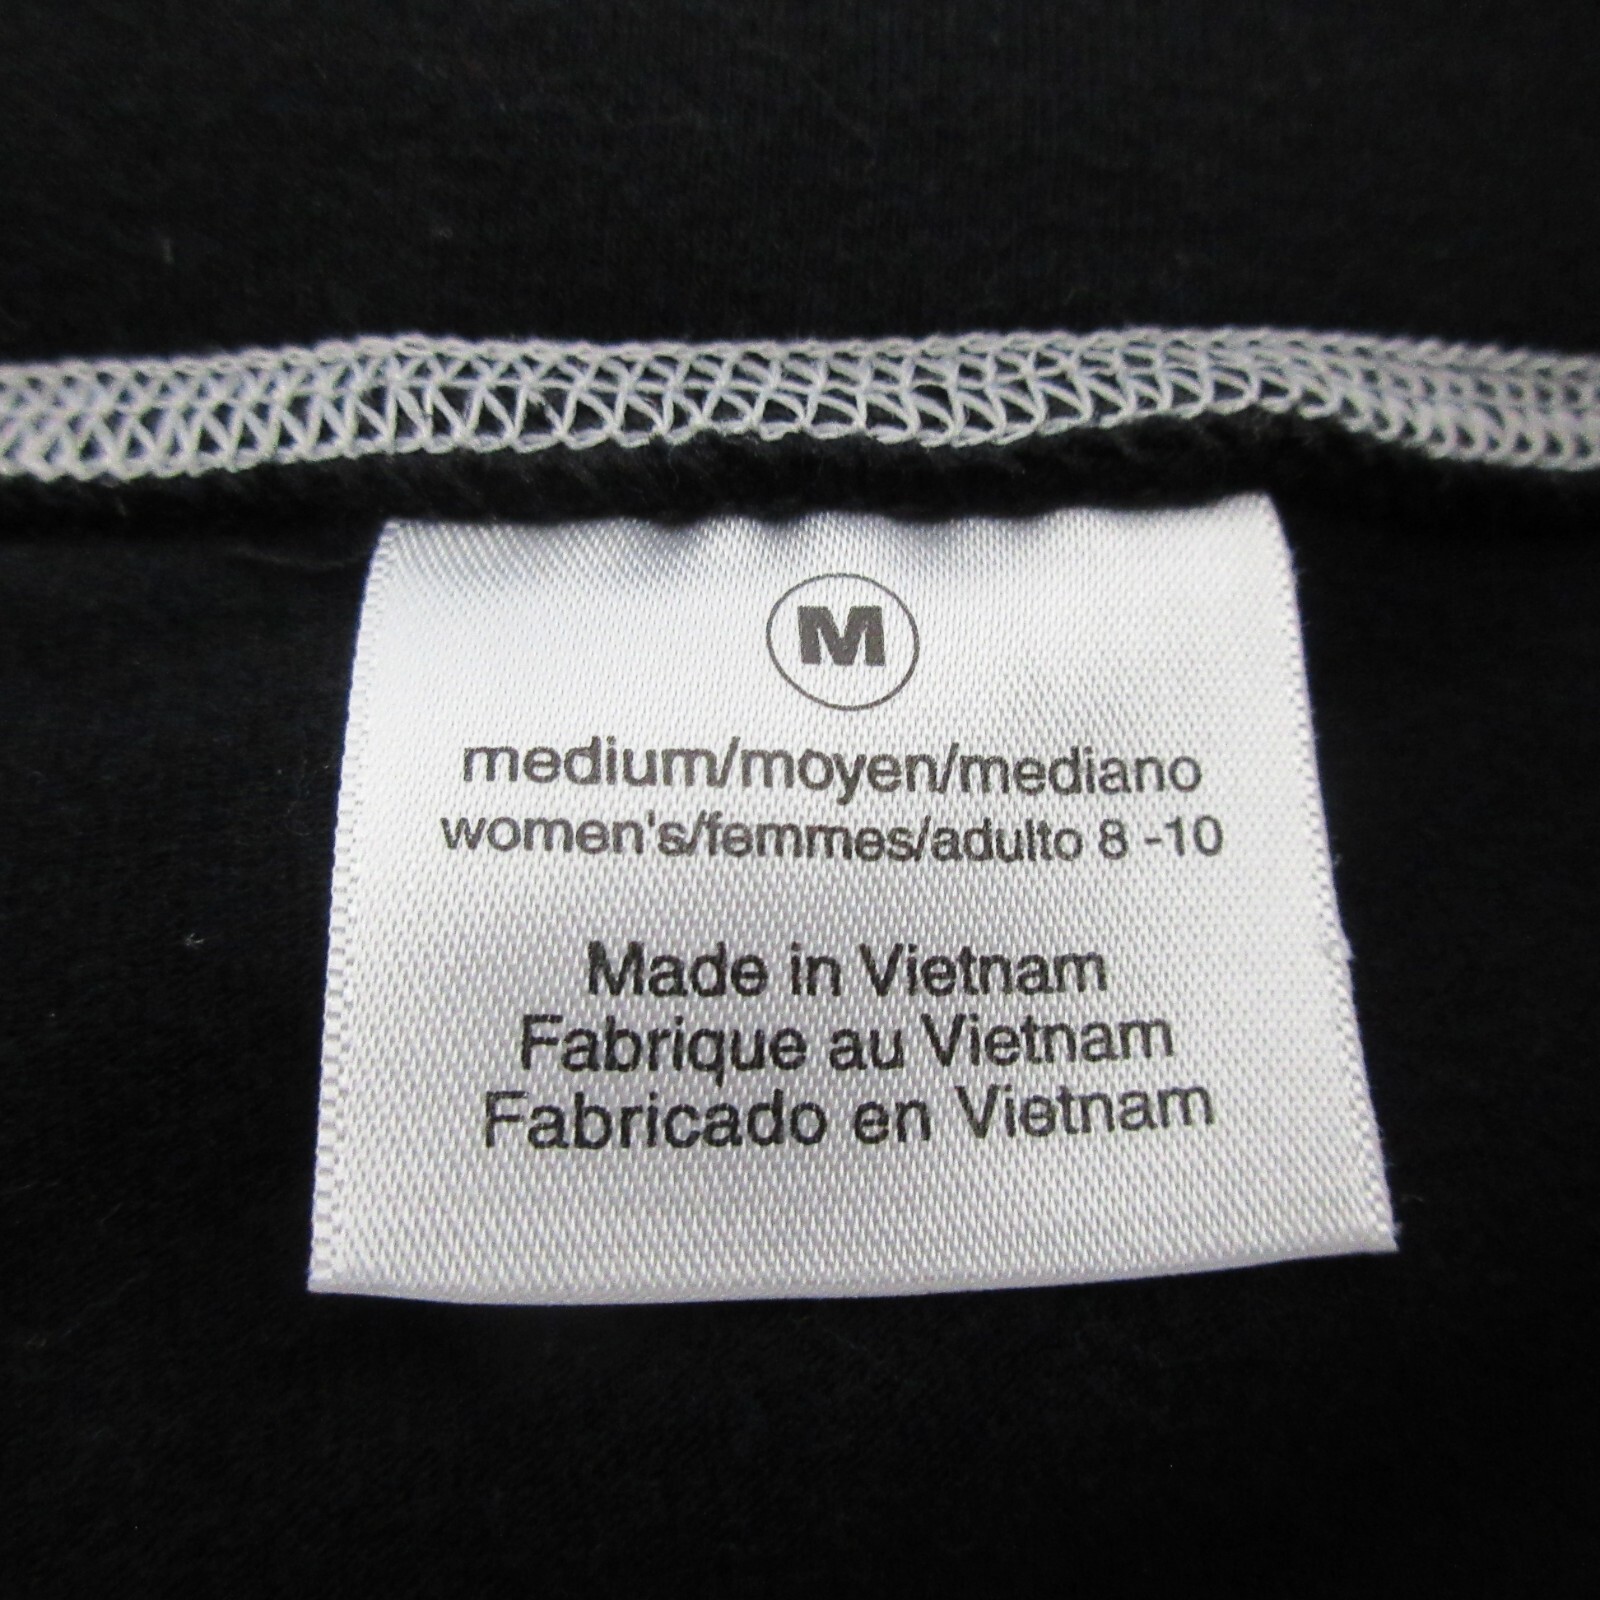 M
medium/moyen/mediano
women's/femmes/adulto 8 -10
Made in Vietnam
Fabrique au Vietnam
Fabricado en Vietnam